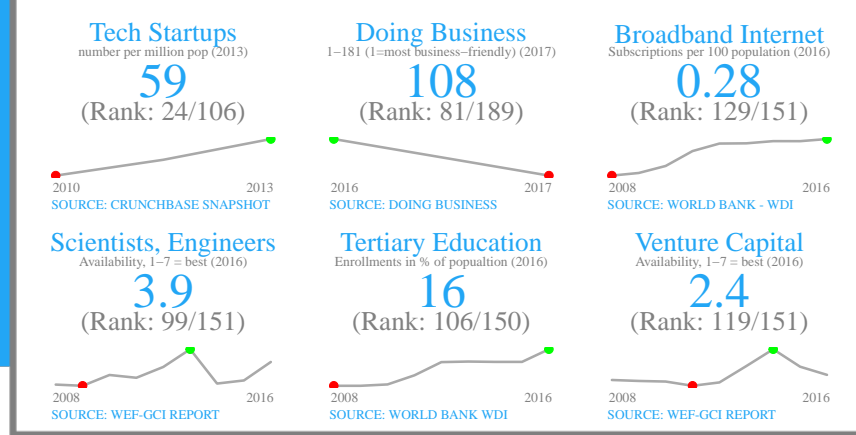 Tech Startups
number per million pop (2013)
59
(Rank: 24/106)
2010 2013
SOURCE: CRUNCHBASE SNAPSHOT
Doing Business
1−181 (1=most business−friendly) (2017)
108
(Rank: 81/189)
2016 2017
SOURCE: DOING BUSINESS
Broadband Internet
Subscriptions per 100 population (2016)
0.28
(Rank: 129/151)
2008 2016
SOURCE: WORLD BANK - WDI
Scientists, Engineers
Availability, 1−7 = best (2016)
3.9
(Rank: 99/151)
2008 2016
SOURCE: WEF-GCI REPORT
Tertiary Education
Enrollments in % of popualtion (2016)
16
(Rank: 106/150)
2008 2016
SOURCE: WORLD BANK WDI
Venture Capital
Availability, 1−7 = best (2016)
2.4
(Rank: 119/151)
2008 2016
SOURCE: WEF-GCI REPORT